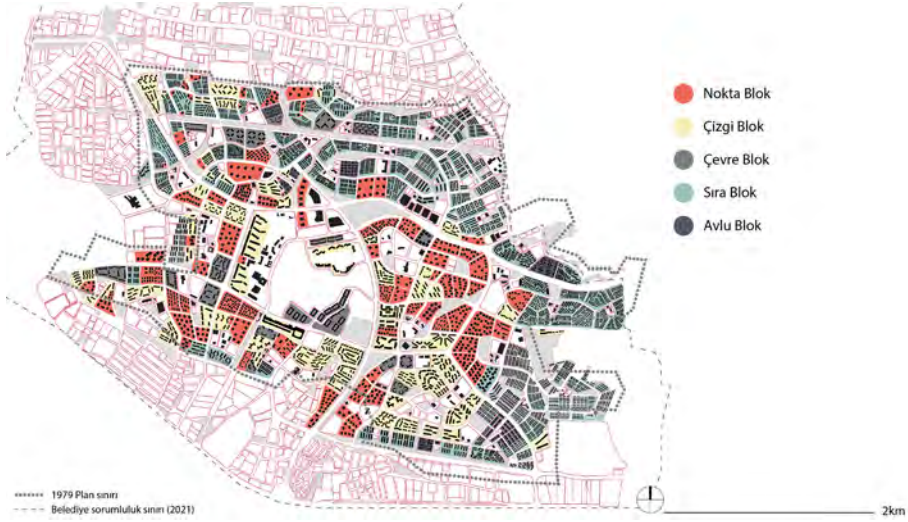 Nokta Blok
Çizgi Blok
Çevre Blok
Sıra Blok
Avlu Blok
1979 Plan sınırı
Belediye sorumluluk sınırı (2021)
2km